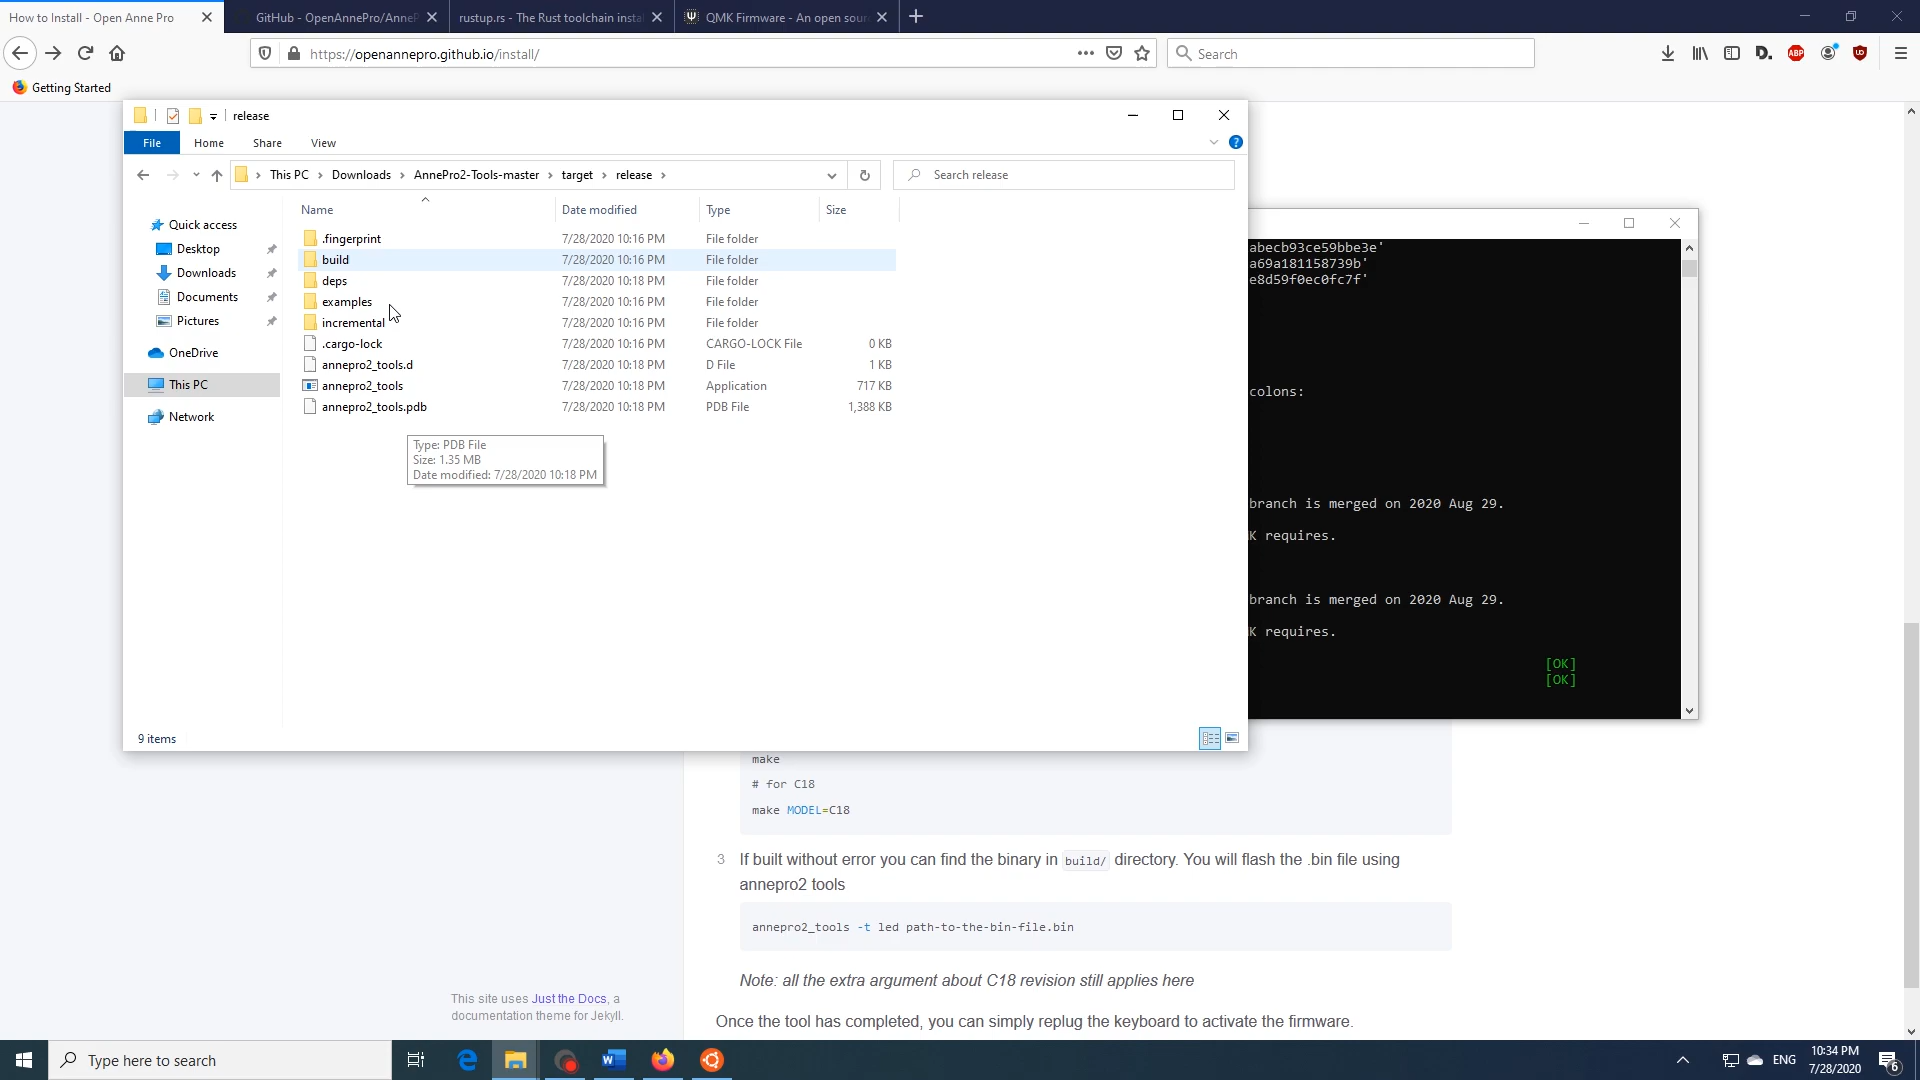 How to Install - Open Anne Pro
GitHub - OpenAnnePro/AnneP
rustup.rs - The Rust toolchain insta
QMK Firmware - An open sour
https://openannepro.github.io/install/
Search
ABP
Getting Started
release
File
Home
Share
View
This PC
Downloads
AnnePro2-Tools-master
target
release
Search release
Name
Date modified
Type
Size
Quick access
Desktop
Downloads
Documents
Pictures
OneDrive
This PC
Network
.fingerprint 7/28/2020 10:16 PM File folder
build 7/28/2020 10:16 PM File folder
deps 7/28/2020 10:18 PM File folder
examples 7/28/2020 10:16 PM File folder
incremental 7/28/2020 10:16 PM File folder
.cargo-lock 7/28/2020 10:16 PM CARGO-LOCK File 0 KB
annepro2_tools.d 7/28/2020 10:18 PM D File 1 KB
annepro2_tools 7/28/2020 10:18 PM Application 717 KB
annepro2_tools.pdb 7/28/2020 10:18 PM PDB File 1,388 KB
Type: PDB File
Size: 1.35 MB
Date modified: 7/28/2020 10:18 PM
9 items
abecb93ce59bbe3e'
a69a181158739b'
e8d59f0ec0fc7f'
colons:
branch is merged on 2020 Aug 29.
K requires.
branch is merged on 2020 Aug 29.
K requires.
[OK]
[OK]
make
# for C18
make MODEL=C18
3 If built without error you can find the binary in build/ directory. You will flash the .bin file using
annepro2 tools
annepro2_tools -t led path-to-the-bin-file.bin
Note: all the extra argument about C18 revision still applies here
Once the tool has completed, you can simply replug the keyboard to activate the firmware.
This site uses Just the Docs, a
documentation theme for Jekyll.
Type here to search
ENG
10:34 PM
7/28/2020
6